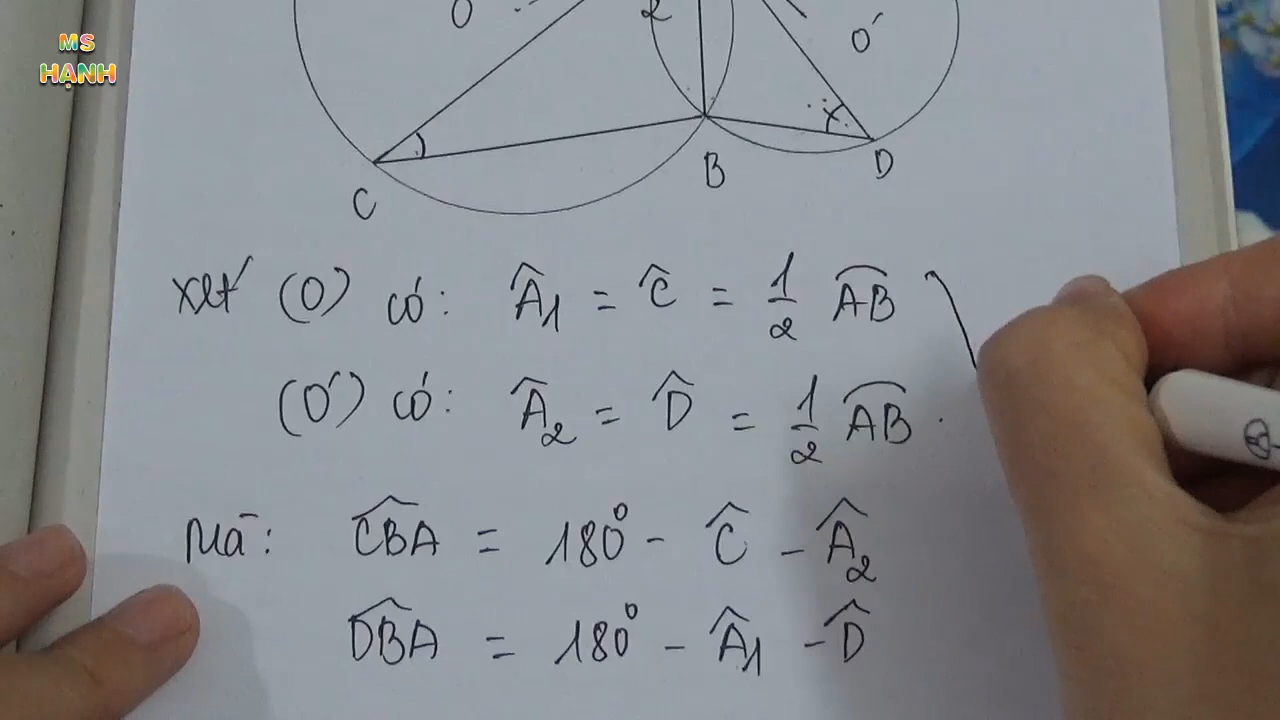 MS
HẠNH
O
2
O'
B
D
C
xét (O) có: Â1 = Ĉ = 1/2 AB
(O') có: Â2 = D̂ = 1/2 AB.
Mà: CBA = 180° - Ĉ - Â2
DBA = 180° - Â1 - D̂